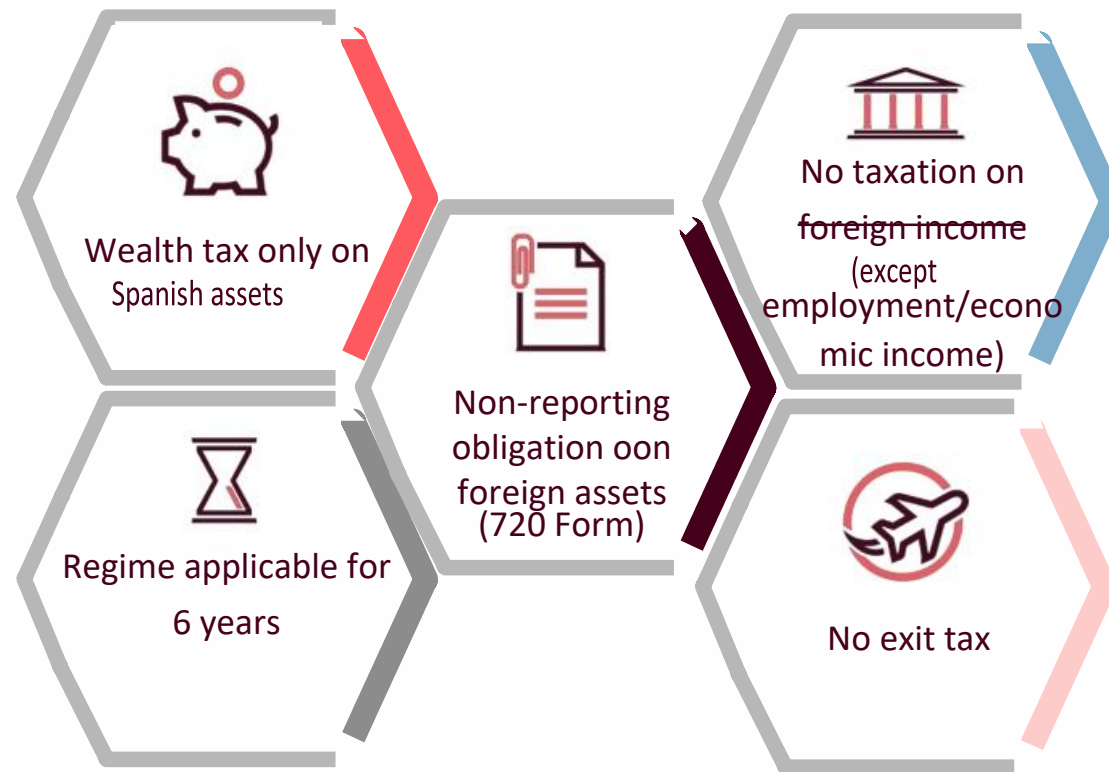 Wealth tax only on
Spanish assets
Regime applicable for
6 years
Non-reporting
obligation oon
foreign assets
(720 Form)
No taxation on
foreign income
(except
employment/econo
mic income)
No exit tax